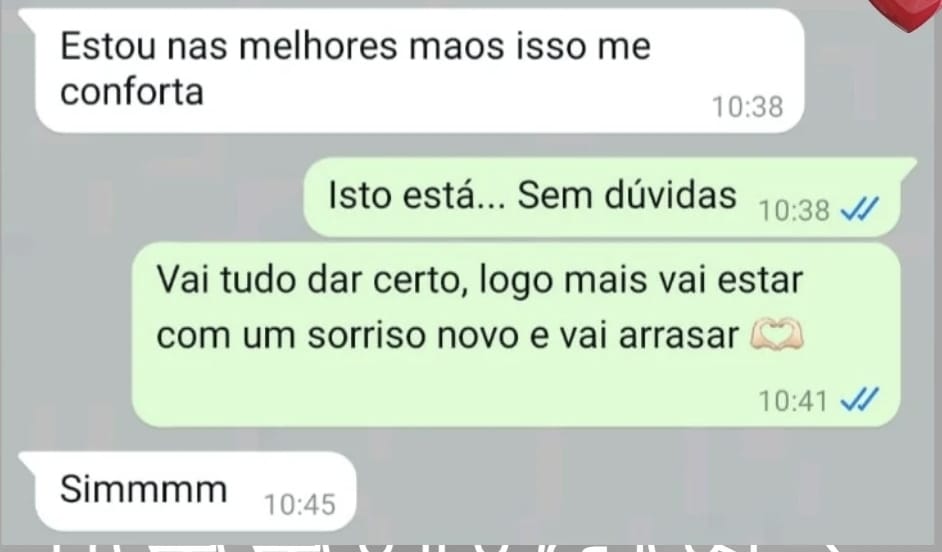 Estou nas melhores maos isso me
conforta
10:38
Isto está... Sem dúvidas
10:38
Vai tudo dar certo, logo mais vai estar
com um sorriso novo e vai arrasar 🫶🏻
10:41
Simmmm
10:45